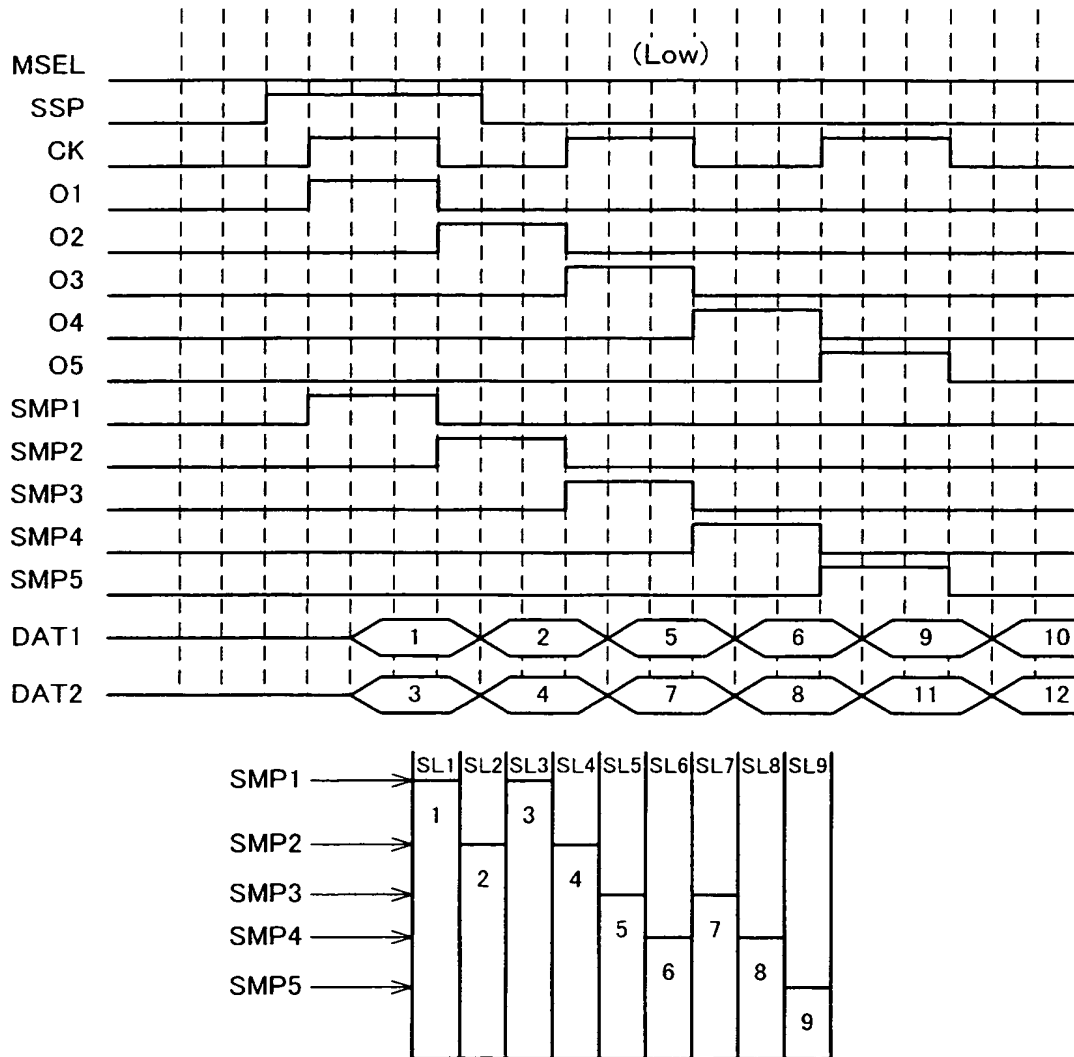 (Low)
MSEL
SSP
CK
O1
O2
O3
O4
O5
SMP1
SMP2
SMP3
SMP4
SMP5
DAT1 1 2 5 6 9 10
DAT2 3 4 7 8 11 12
SL1 SL2 SL3 SL4 SL5 SL6 SL7 SL8 SL9
SMP1
1 3
SMP2
2 4
SMP3
5 7
SMP4
6 8
SMP5
9